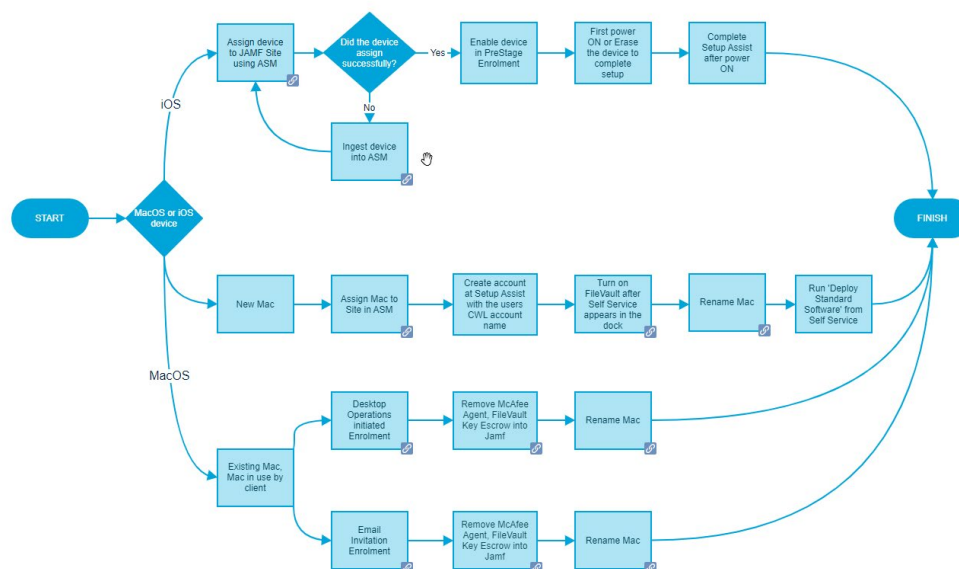 Assign device
to JAMF Site
using ASM
Did the device
assign
successfully?
Yes
Enable device
in PreStage
Enrolment
First power
ON or Erase
the device to
complete
setup
Complete
Setup Assist
after power
ON
No
Ingest device
into ASM
iOS
START
MacOS or iOS
device
FINISH
New Mac
Assign Mac to
Site in ASM
Create account
at Setup Assist
with the users
CWL account
name
Turn on
FileVault after
Self Service
appears in the
dock
Rename Mac
Run 'Deploy
Standard
Software' from
Self Service
MacOS
Desktop
Operations
initiated
Enrolment
Remove McAfee
Agent, FileVault
Key Escrow into
Jamf
Rename Mac
Existing Mac,
Mac in use by
client
Email
Invitation
Enrolment
Remove McAfee
Agent, FileVault
Key Escrow into
Jamf
Rename Mac